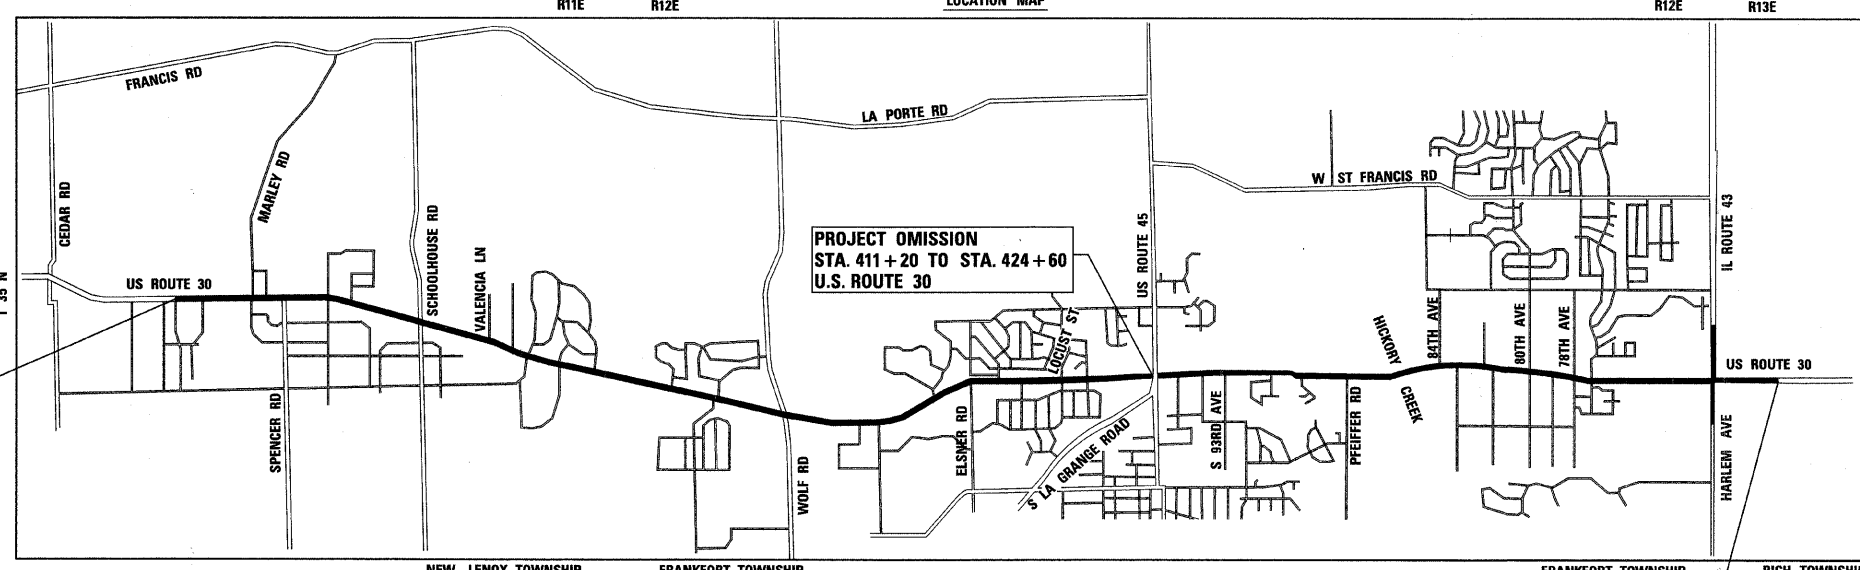 R11E
R12E
LOCATION MAP
R12E
R13E
FRANCIS RD
LA PORTE RD
MARLEY RD
W ST FRANCIS RD
CEDAR RD
SCHOOLHOUSE RD
VALENCIA LN
US ROUTE 45
IL ROUTE 43
PROJECT OMISSION
STA. 411+20 TO STA. 424+60
U.S. ROUTE 30
US ROUTE 30
T 35 N
LOCUST ST
HICKORY
CREEK
84TH AVE
80TH AVE
78TH AVE
US ROUTE 30
SPENCER RD
WOLF RD
ELSNER RD
S LA GRANGE ROAD
S 93RD AVE
PFEIFFER RD
HARLEM AVE
NEW LENOX TOWNSHIP
FRANKFORT TOWNSHIP
FRANKFORT TOWNSHIP
RICH TOWNSHIP